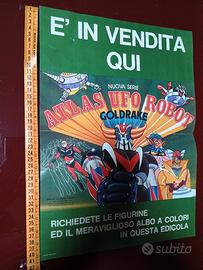 E' IN VENDITA
QUI
NUOVA SERIE
ATLAS UFO ROBOT
GOLDRAKE
RICHIEDETE LE FIGURINE
ED IL MERAVIGLIOSO ALBO A COLORI
IN QUESTA EDICOLA
subito